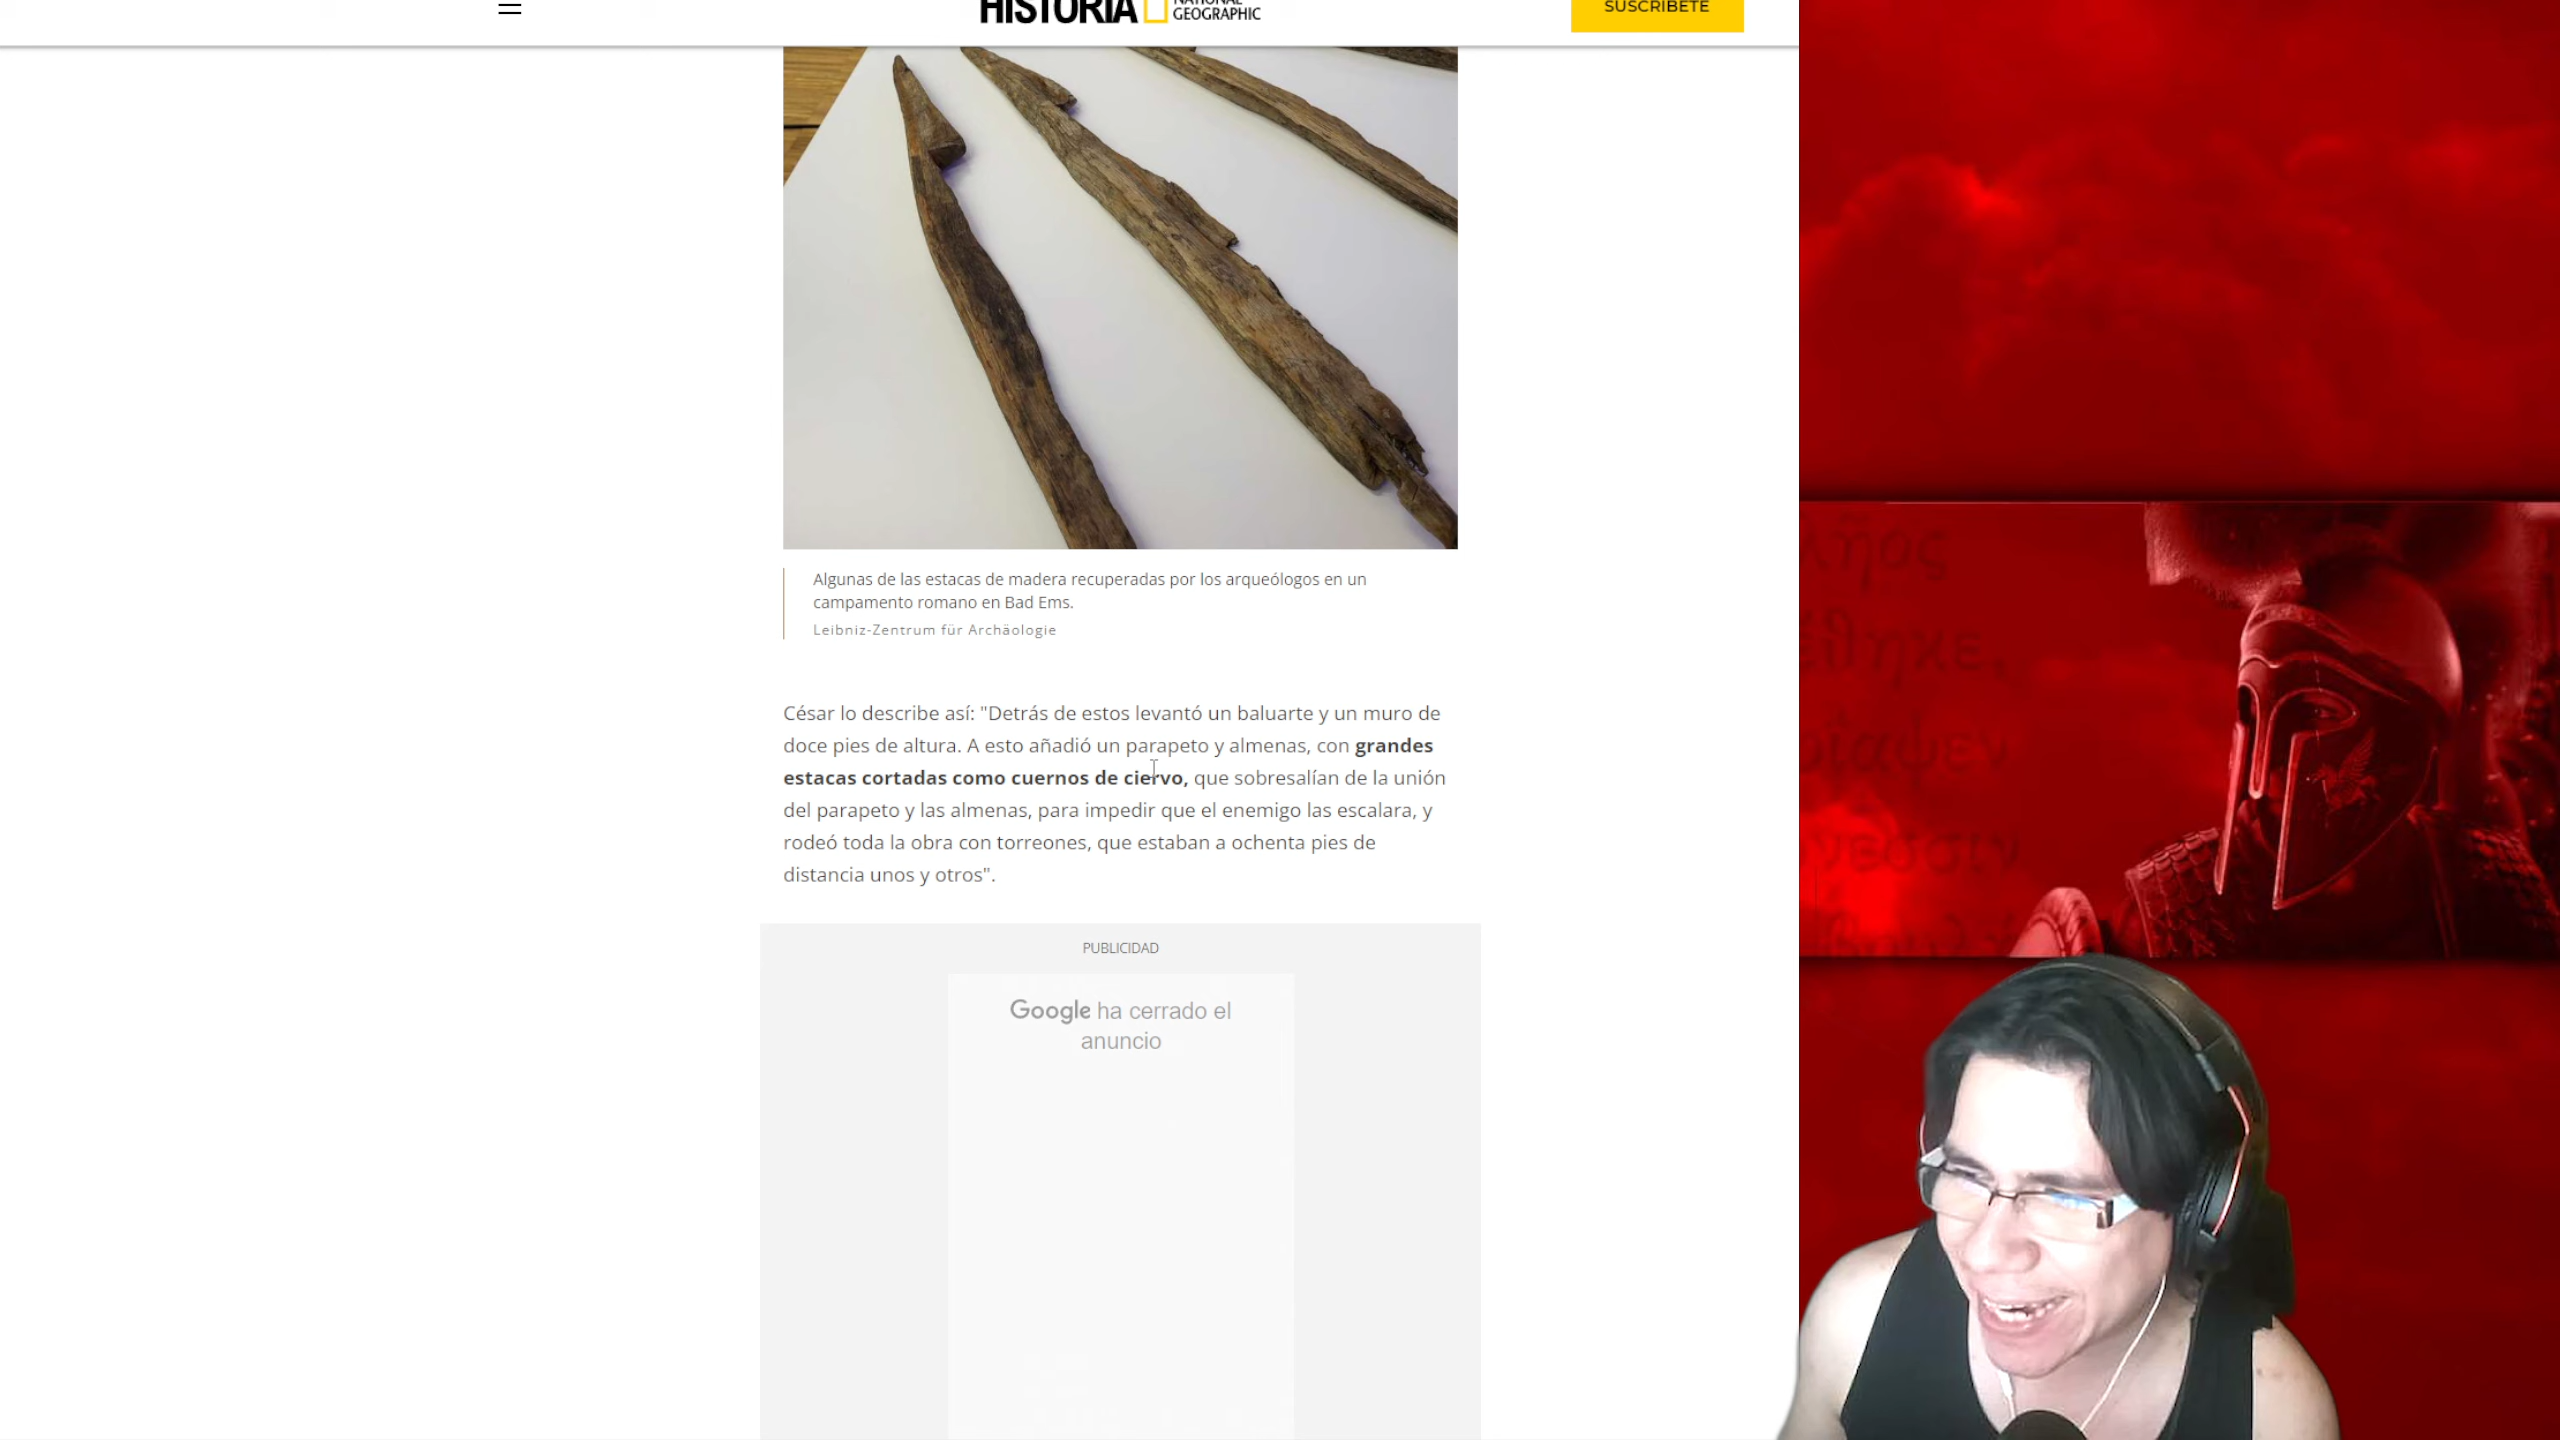 HISTORIA
NATIONAL
GEOGRAPHIC
SUSCRÍBETE
Algunas de las estacas de madera recuperadas por los arqueólogos en un
campamento romano en Bad Ems.
Leibniz-Zentrum für Archäologie
César lo describe así: "Detrás de estos levantó un baluarte y un muro de
doce pies de altura. A esto añadió un parapeto y almenas, con grandes
estacas cortadas como cuernos de ciervo, que sobresalían de la unión
del parapeto y las almenas, para impedir que el enemigo las escalara, y
rodeó toda la obra con torreones, que estaban a ochenta pies de
distancia unos y otros".
PUBLICIDAD
Google ha cerrado el
anuncio